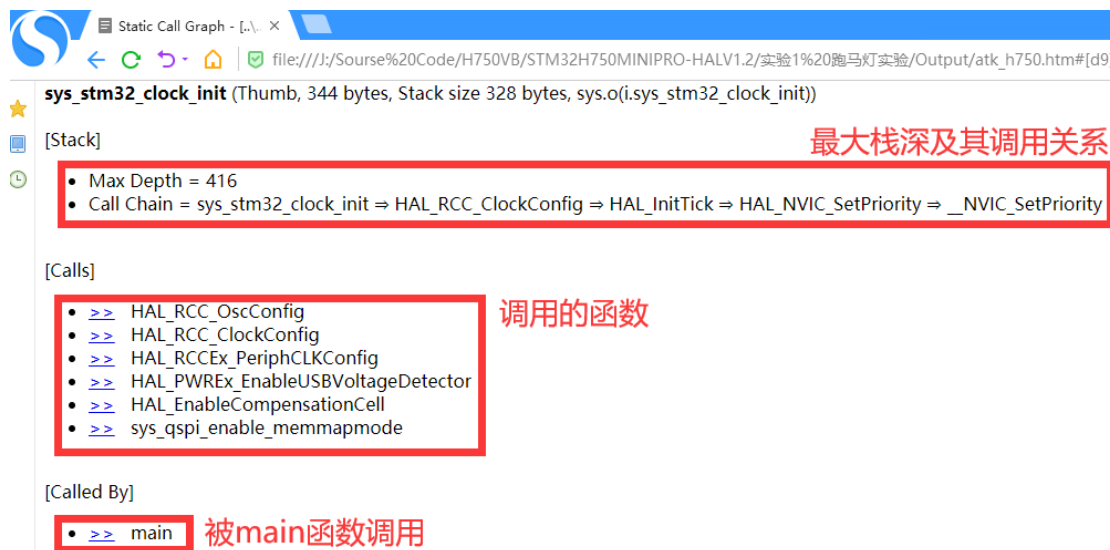 Static Call Graph - [..\.
file:///J:/Sourse%20Code/H750VB/STM32H750MINIPRO-HALV1.2/实验1%20跑马灯实验/Output/atk_h750.htm#[d9]
sys_stm32_clock_init (Thumb, 344 bytes, Stack size 328 bytes, sys.o(i.sys_stm32_clock_init))
[Stack]
最大栈深及其调用关系
• Max Depth = 416
• Call Chain = sys_stm32_clock_init ⇒ HAL_RCC_ClockConfig ⇒ HAL_InitTick ⇒ HAL_NVIC_SetPriority ⇒ __NVIC_SetPriority
[Calls]
• >> HAL_RCC_OscConfig 调用的函数
• >> HAL_RCC_ClockConfig
• >> HAL_RCCEx_PeriphCLKConfig
• >> HAL_PWREx_EnableUSBVoltageDetector
• >> HAL_EnableCompensationCell
• >> sys_qspi_enable_memmapmode
[Called By]
• >> main 被main函数调用